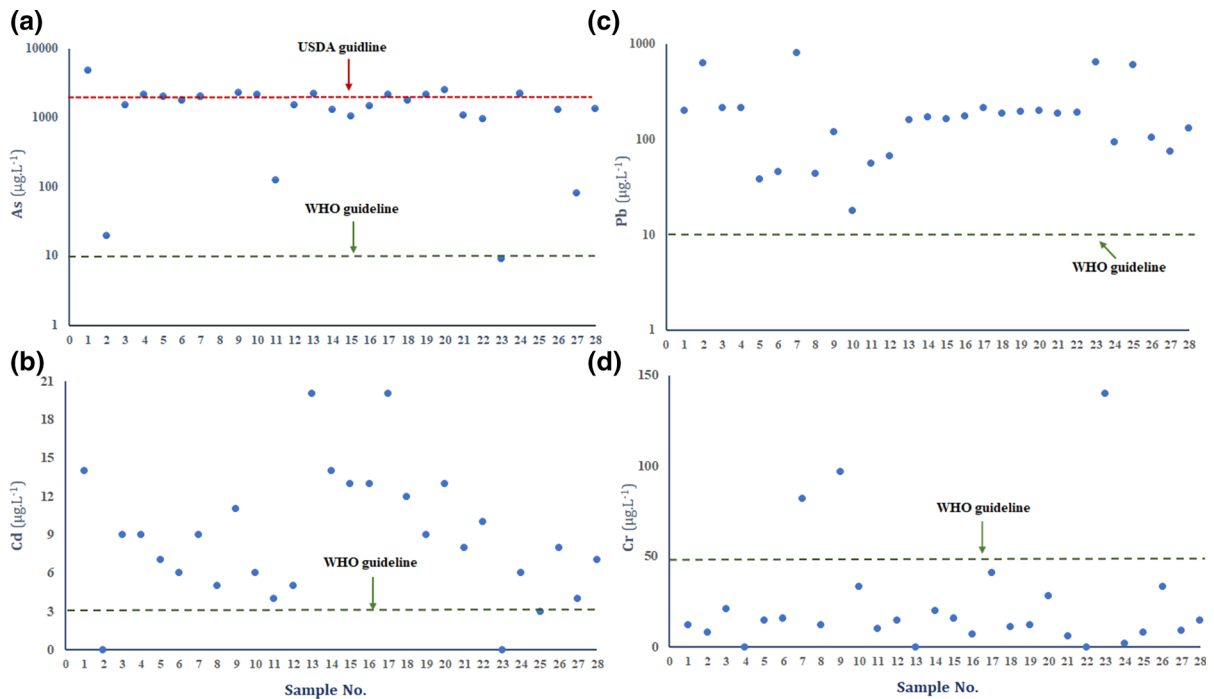 (a)
USDA guidline
10000
1000
100
10
1
As (µg.L-1)
WHO guideline
0 1 2 3 4 5 6 7 8 9 10 11 12 13 14 15 16 17 18 19 20 21 22 23 24 25 26 27 28
(b)
21
18
15
12
9
6
3
0
Cd (µg.L-1)
WHO guideline
0 1 2 3 4 5 6 7 8 9 10 11 12 13 14 15 16 17 18 19 20 21 22 23 24 25 26 27 28
Sample No.
(c)
1000
100
10
1
Pb (µg.L-1)
WHO guideline
0 1 2 3 4 5 6 7 8 9 10 11 12 13 14 15 16 17 18 19 20 21 22 23 24 25 26 27 28
(d)
150
100
50
0
Cr (µg.L-1)
WHO guideline
0 1 2 3 4 5 6 7 8 9 10 11 12 13 14 15 16 17 18 19 20 21 22 23 24 25 26 27 28
Sample No.